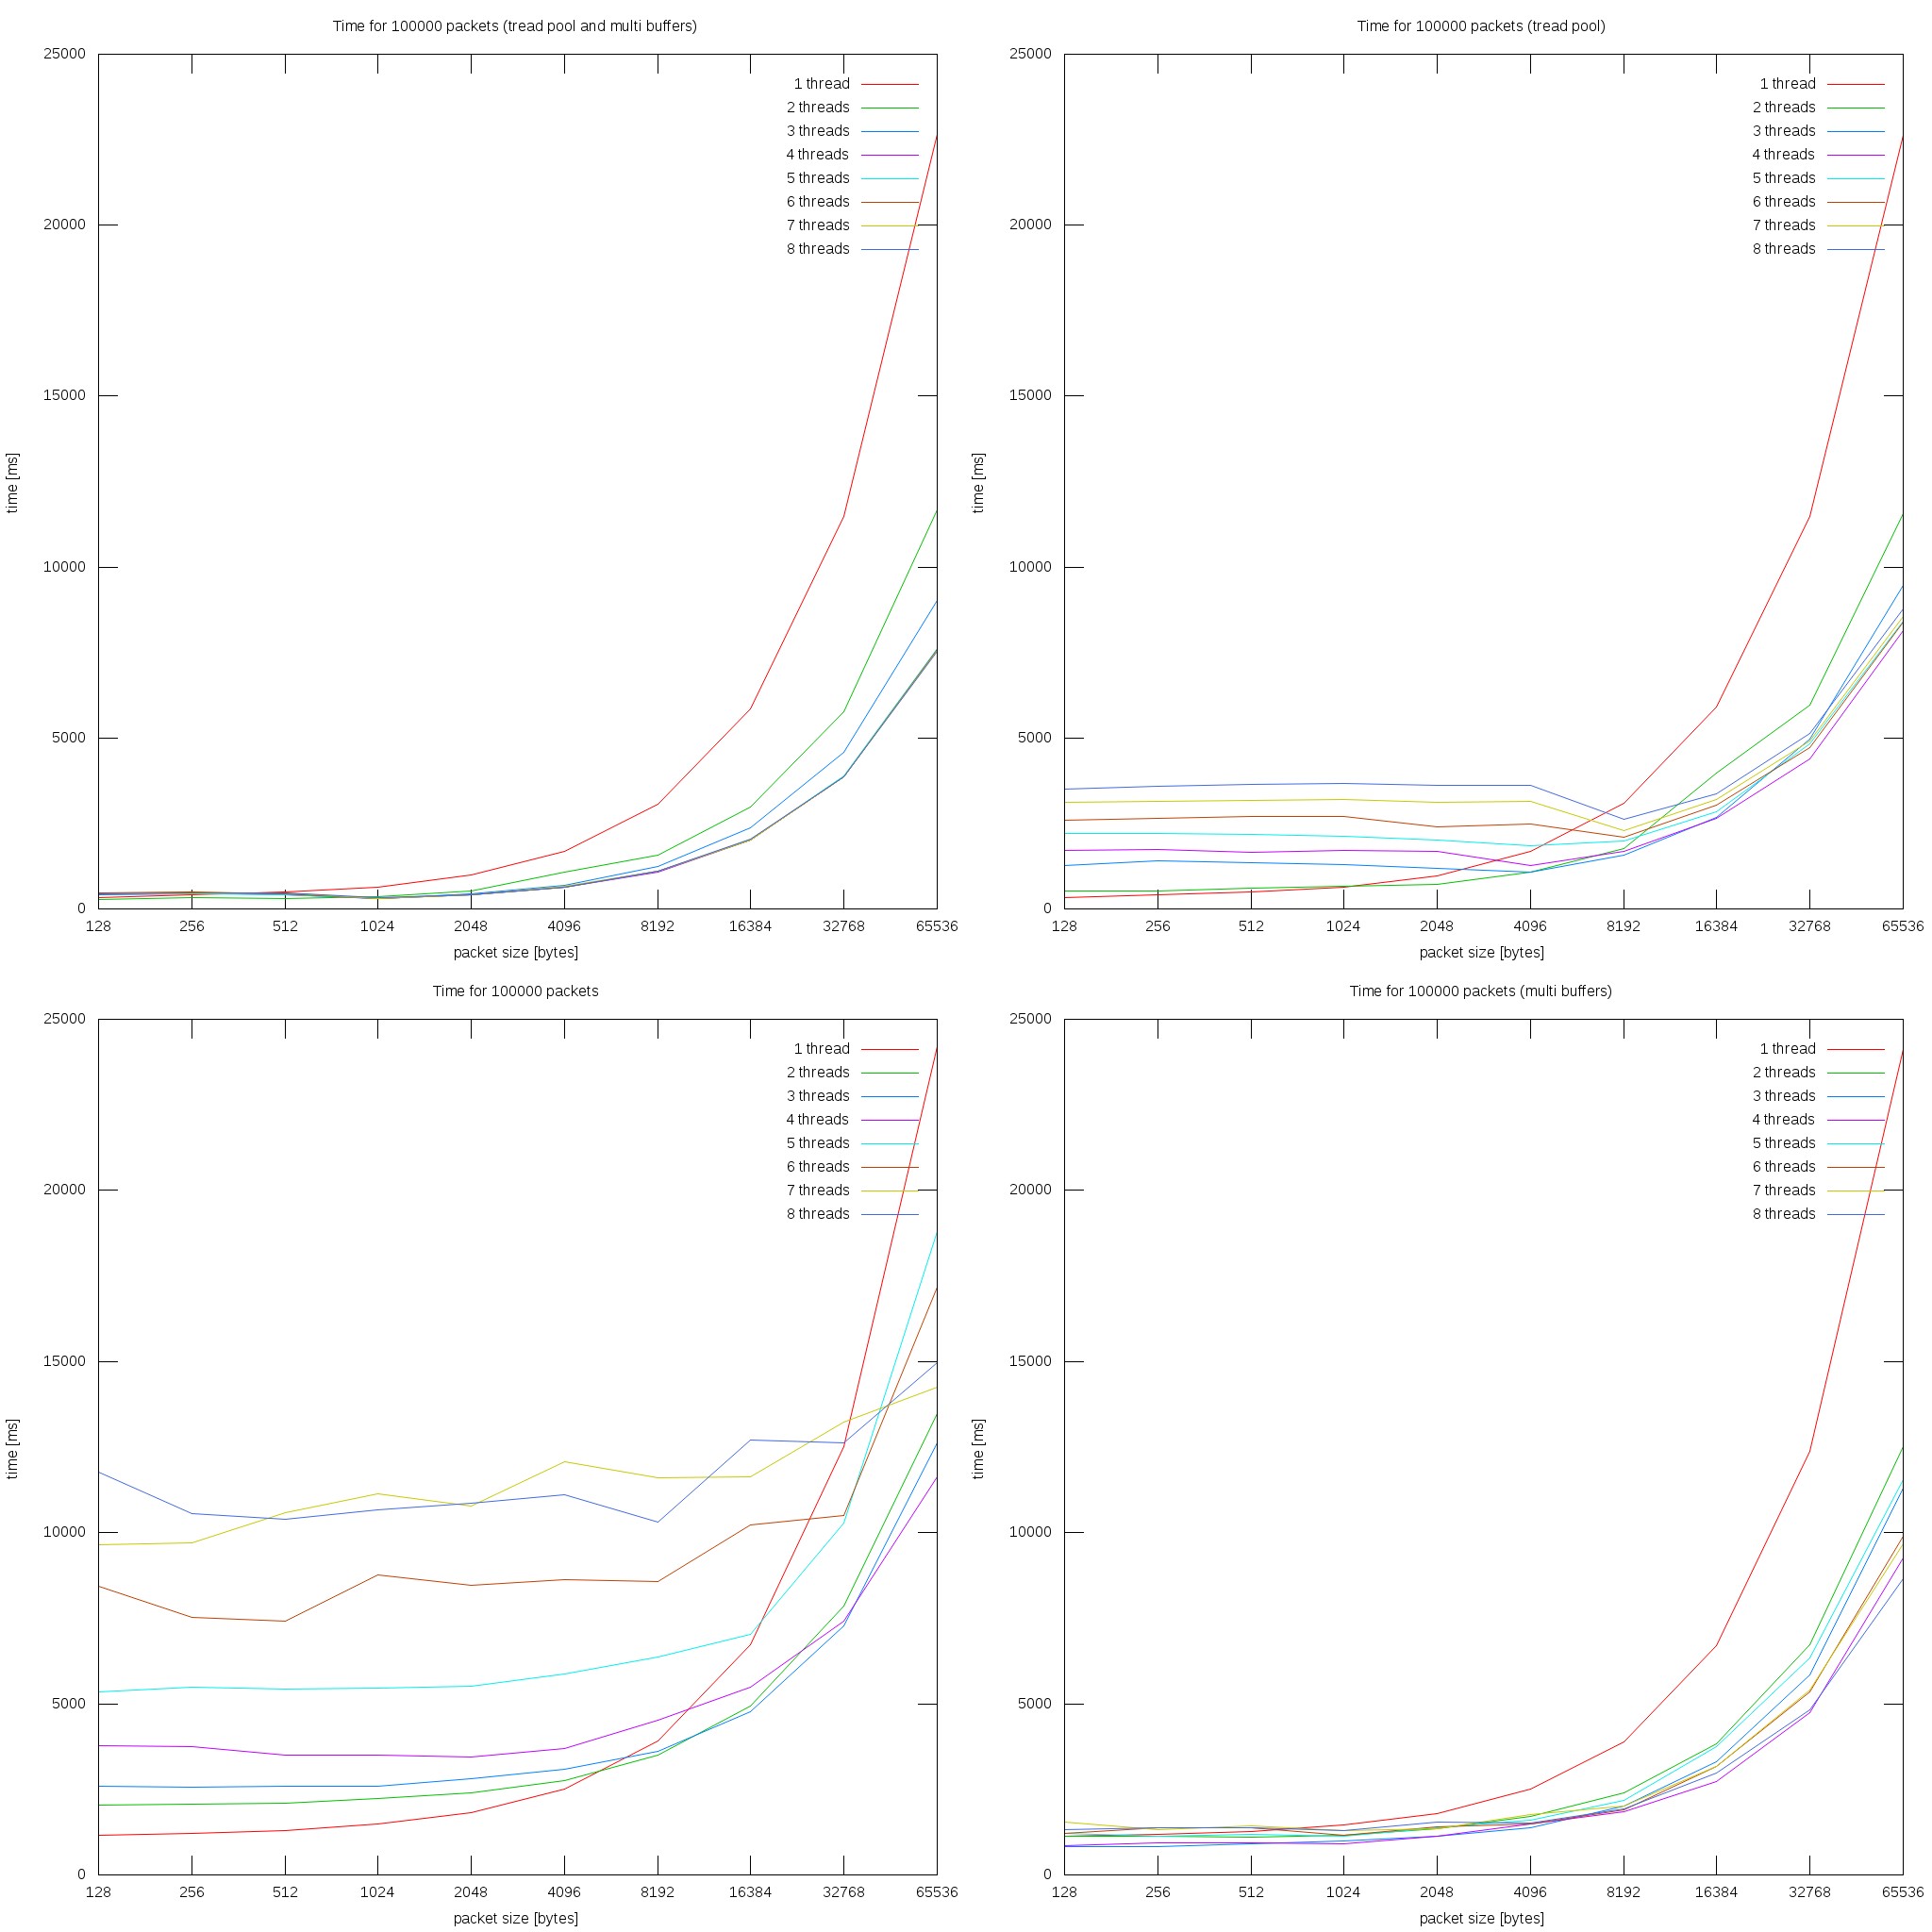 Time for 100000 packets (tread pool and multi buffers)
25000
20000
15000
10000
5000
0
time [ms]
1 thread
2 threads
3 threads
4 threads
5 threads
6 threads
7 threads
8 threads
128 256 512 1024 2048 4096 8192 16384 32768 65536
packet size [bytes]
Time for 100000 packets (tread pool)
25000
20000
15000
10000
5000
0
time [ms]
1 thread
2 threads
3 threads
4 threads
5 threads
6 threads
7 threads
8 threads
128 256 512 1024 2048 4096 8192 16384 32768 65536
packet size [bytes]
Time for 100000 packets
25000
20000
15000
10000
5000
0
time [ms]
1 thread
2 threads
3 threads
4 threads
5 threads
6 threads
7 threads
8 threads
128 256 512 1024 2048 4096 8192 16384 32768 65536
packet size [bytes]
Time for 100000 packets (multi buffers)
25000
20000
15000
10000
5000
0
time [ms]
1 thread
2 threads
3 threads
4 threads
5 threads
6 threads
7 threads
8 threads
128 256 512 1024 2048 4096 8192 16384 32768 65536
packet size [bytes]